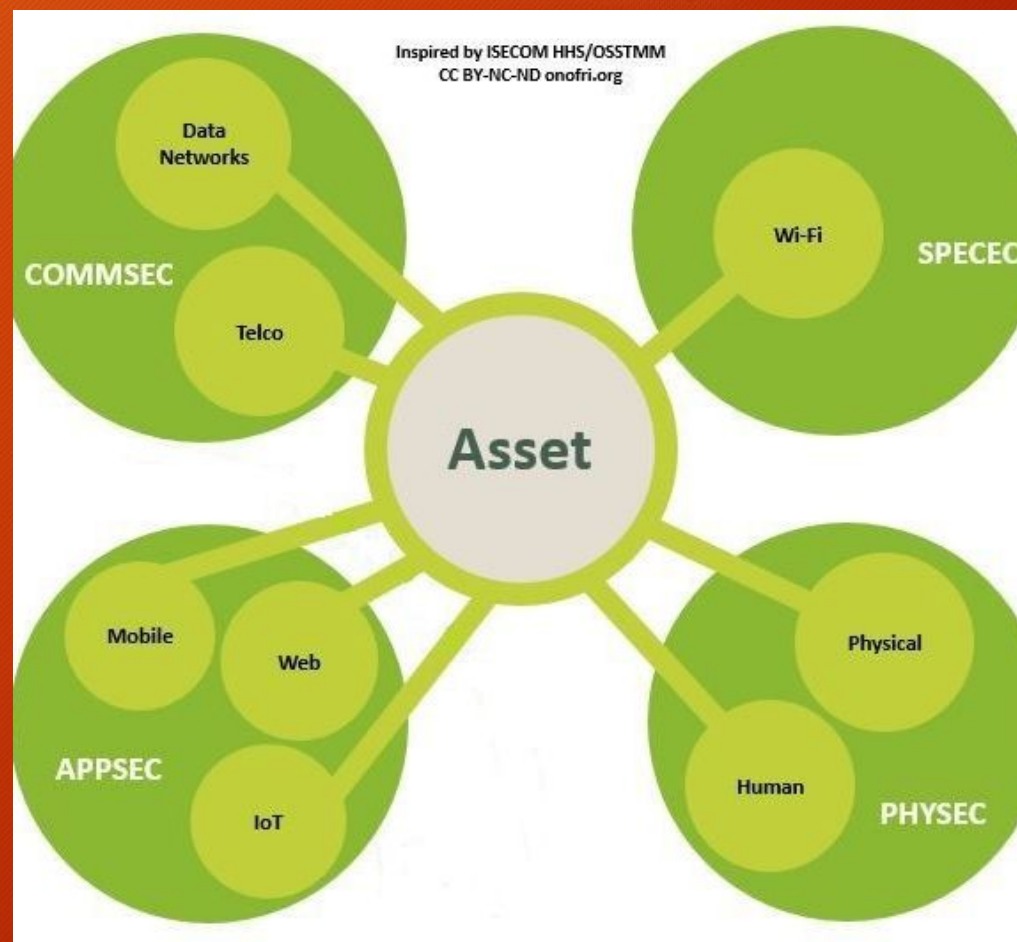 Inspired by ISECOM HHS/OSSTMM
CC BY-NC-ND onofri.org
Data
Networks
COMMSEC
Telco
Wi-Fi
SPECEC
Asset
Mobile
Web
APPSEC
IoT
Physical
Human
PHYSEC